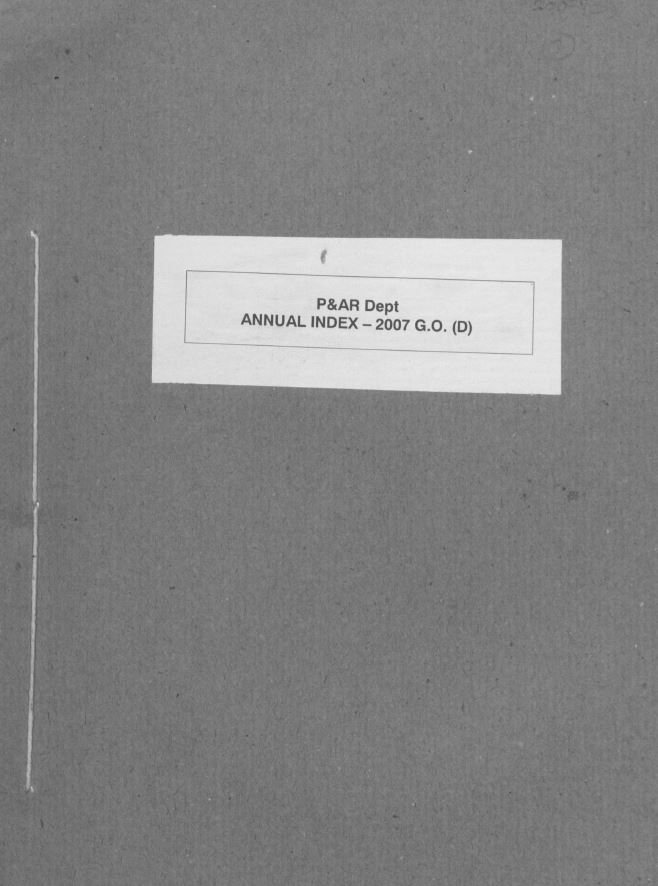 P&AR Dept
ANNUAL INDEX – 2007 G.O. (D)